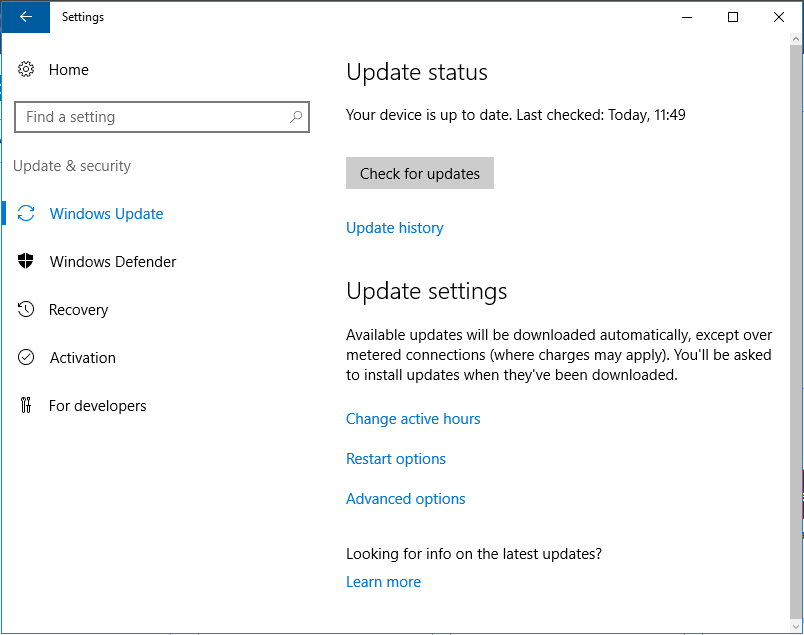 Settings
Home
Find a setting
Update & security
Windows Update
Windows Defender
Recovery
Activation
For developers
Update status
Your device is up to date. Last checked: Today, 11:49
Check for updates
Update history
Update settings
Available updates will be downloaded automatically, except over
metered connections (where charges may apply). You'll be asked
to install updates when they've been downloaded.
Change active hours
Restart options
Advanced options
Looking for info on the latest updates?
Learn more